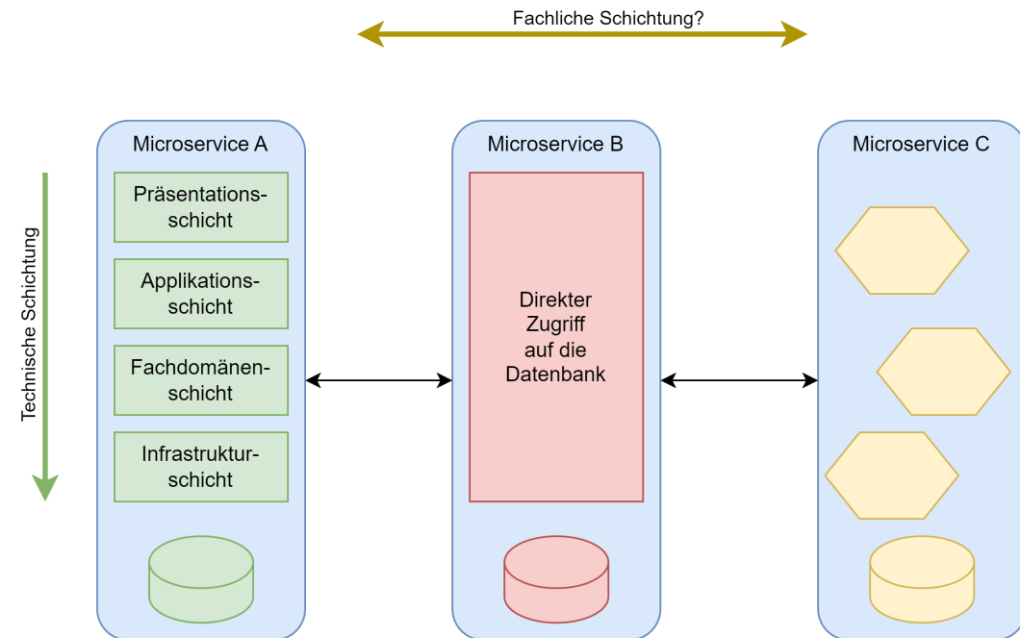 Fachliche Schichtung?
Technische Schichtung
Microservice A
Präsentations-
schicht
Applikations-
schicht
Fachdomänen-
schicht
Infrastruktur-
schicht
Microservice B
Direkter
Zugriff
auf die
Datenbank
Microservice C